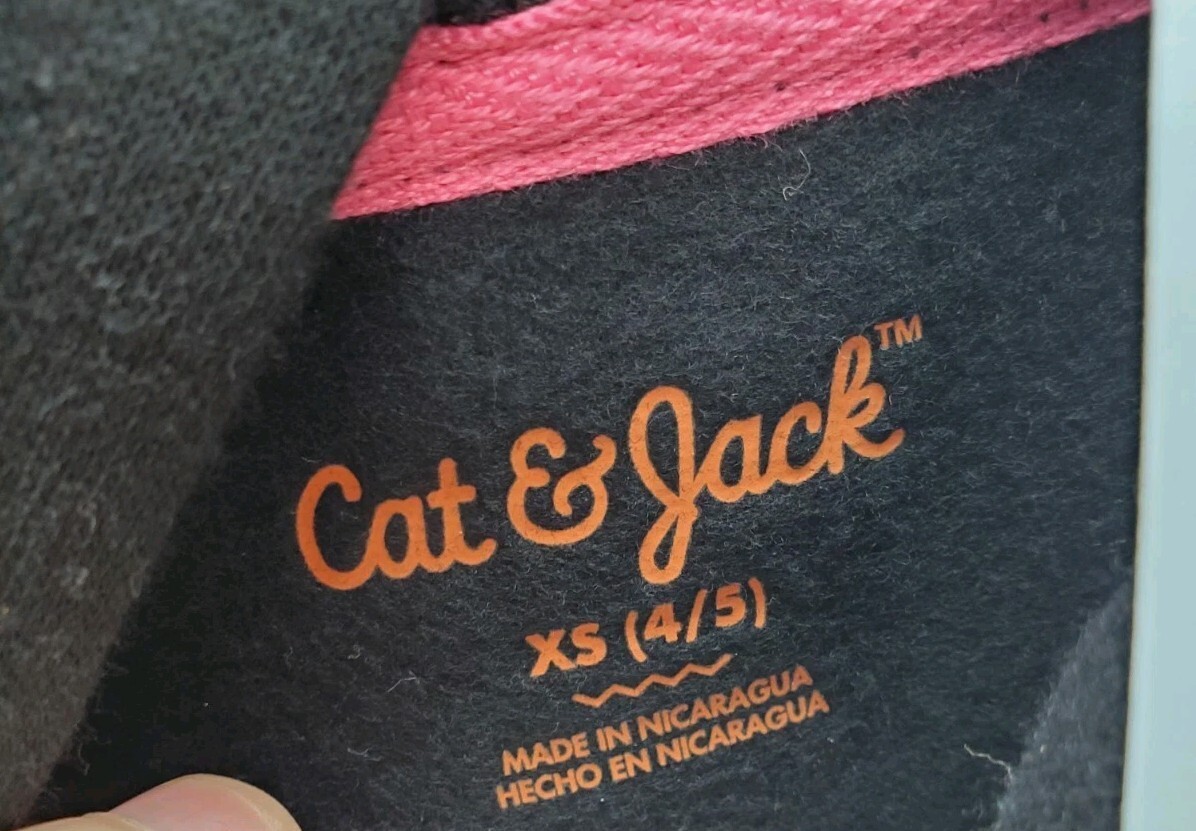 Cat & Jack™
XS (4/5)
MADE IN NICARAGUA
HECHO EN NICARAGUA